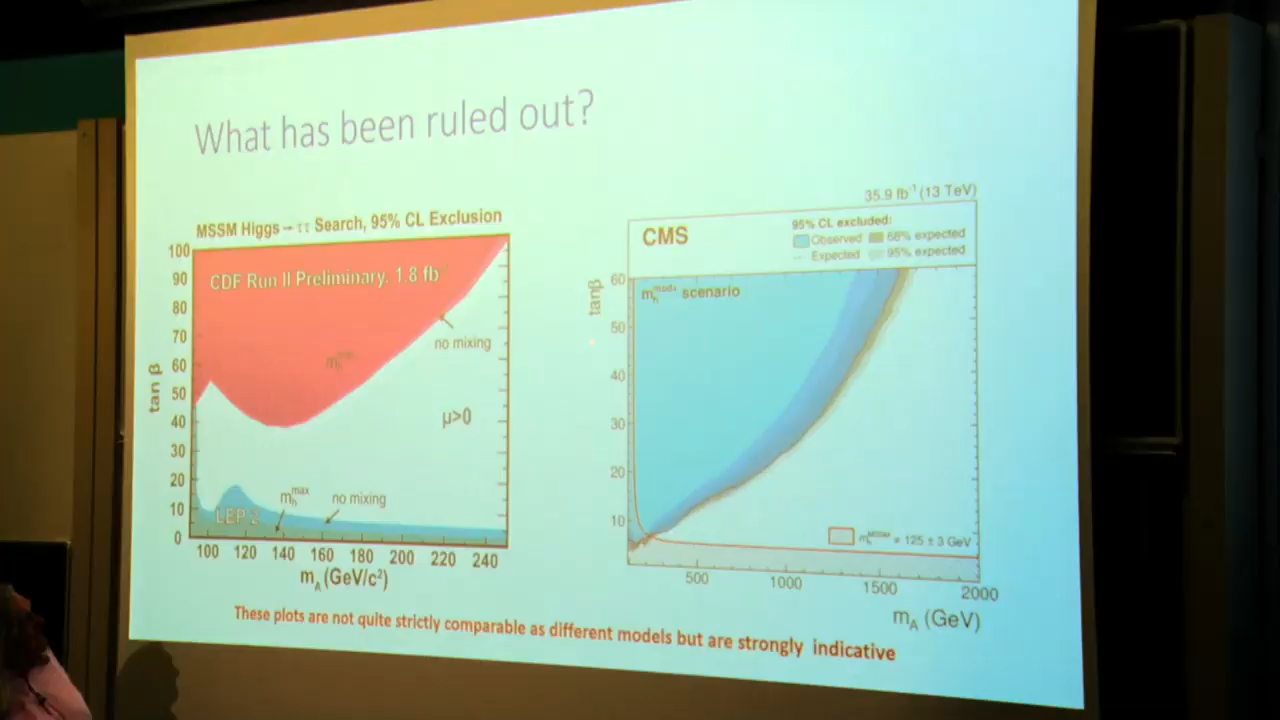 What has been ruled out?
MSSM Higgs → ττ Search, 95% CL Exclusion
CDF Run II Preliminary. 1.8 fb
tan β
100
90
80
70
60
50
40
30
20
10
0
no mixing
μ>0
m_h^max
no mixing
LEP 2
100 120 140 160 180 200 220 240
m_A (GeV/c²)
35.9 fb⁻¹ (13 TeV)
CMS
95% CL excluded:
Observed 68% expected
Expected 95% expected
tanβ
60
50
40
30
20
10
scenario
= 125 ± 3 GeV
500 1000 1500 2000
m_A (GeV)
These plots are not quite strictly comparable as different models but are strongly indicative